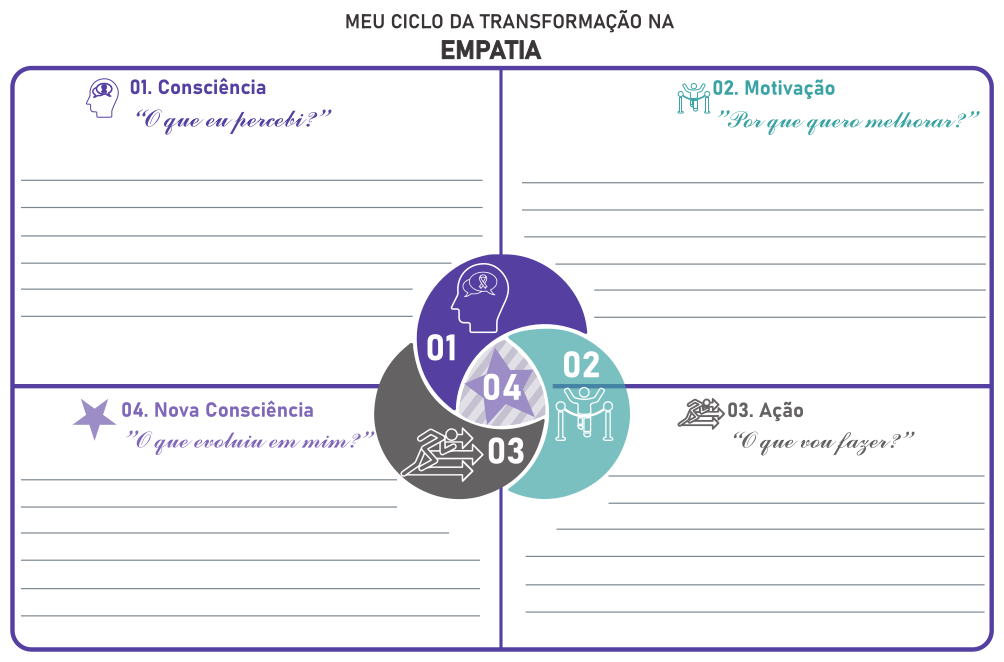 MEU CICLO DA TRANSFORMAÇÃO NA
EMPATIA
01. Consciência
“O que eu percebi?”
02. Motivação
”Por que quero melhorar?”
01
02
04
03
04. Nova Consciência
”O que evoluiu em mim?”
03. Ação
“O que vou fazer?”